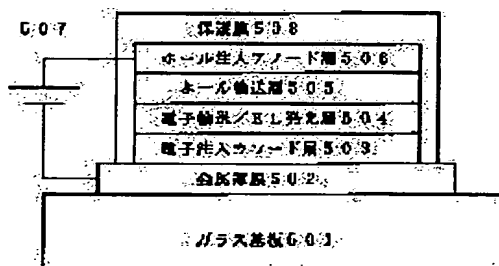 507
保護膜508
ホール注入アノード層506
ホール輸送層505
電子輸送/EL発光層504
電子注入カソード層503
金属薄膜502
ガラス基板501